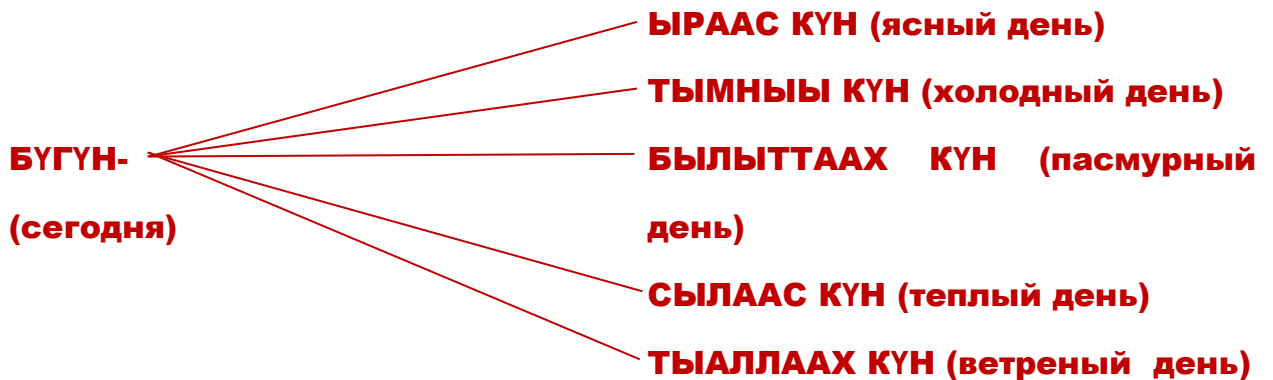 ЫРААС КҮН (ясный день)
ТЫМНЫЫ КҮН (холодный день)
БҮГҮН-
БЫЛЫТТААХ КҮН (пасмурный
(сегодня)
день)
СЫЛААС КҮН (теплый день)
ТЫАЛЛААХ КҮН (ветреный день)